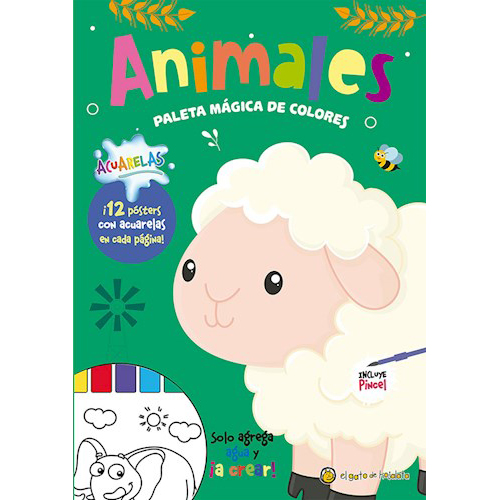 Animales
PALETA MÁGICA DE COLORES
ACUARELAS
¡12 pósters
con acuarelas
en cada página!
INCLUYE
Pincel
Solo agrega
agua y
¡a crear!
el gato de hojalata